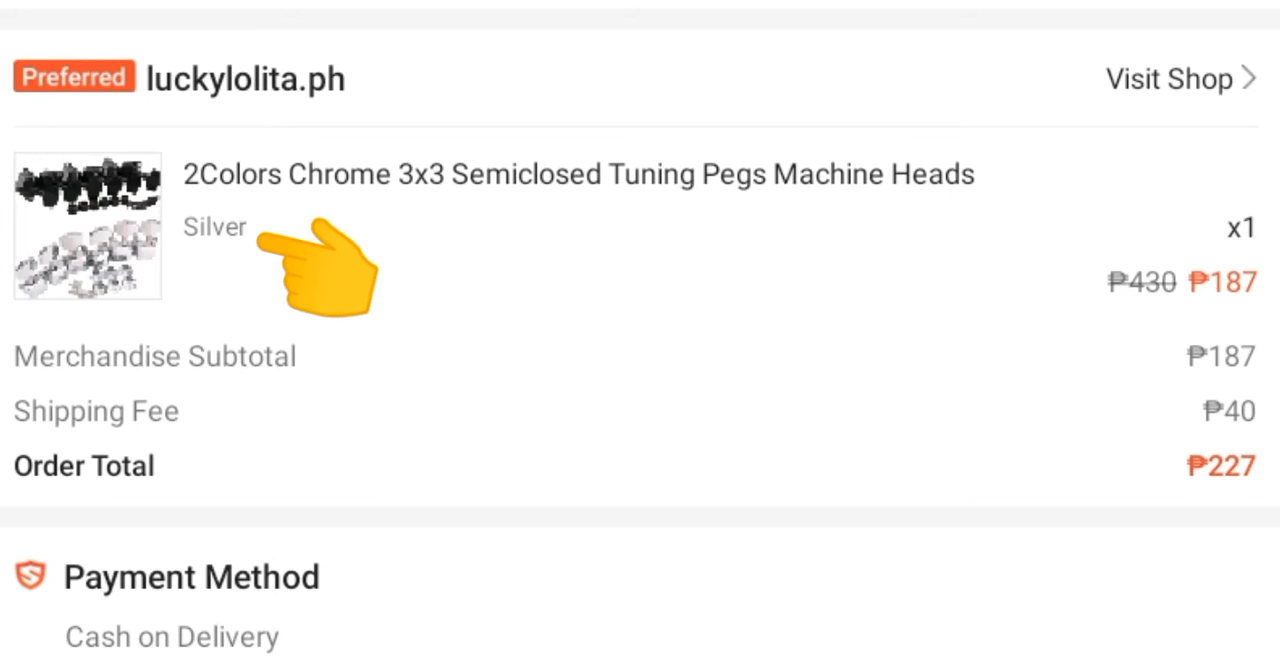 Preferred luckylolita.ph Visit Shop
2Colors Chrome 3x3 Semiclosed Tuning Pegs Machine Heads
Silver x1
₱430 ₱187
Merchandise Subtotal ₱187
Shipping Fee ₱40
Order Total ₱227
Payment Method
Cash on Delivery